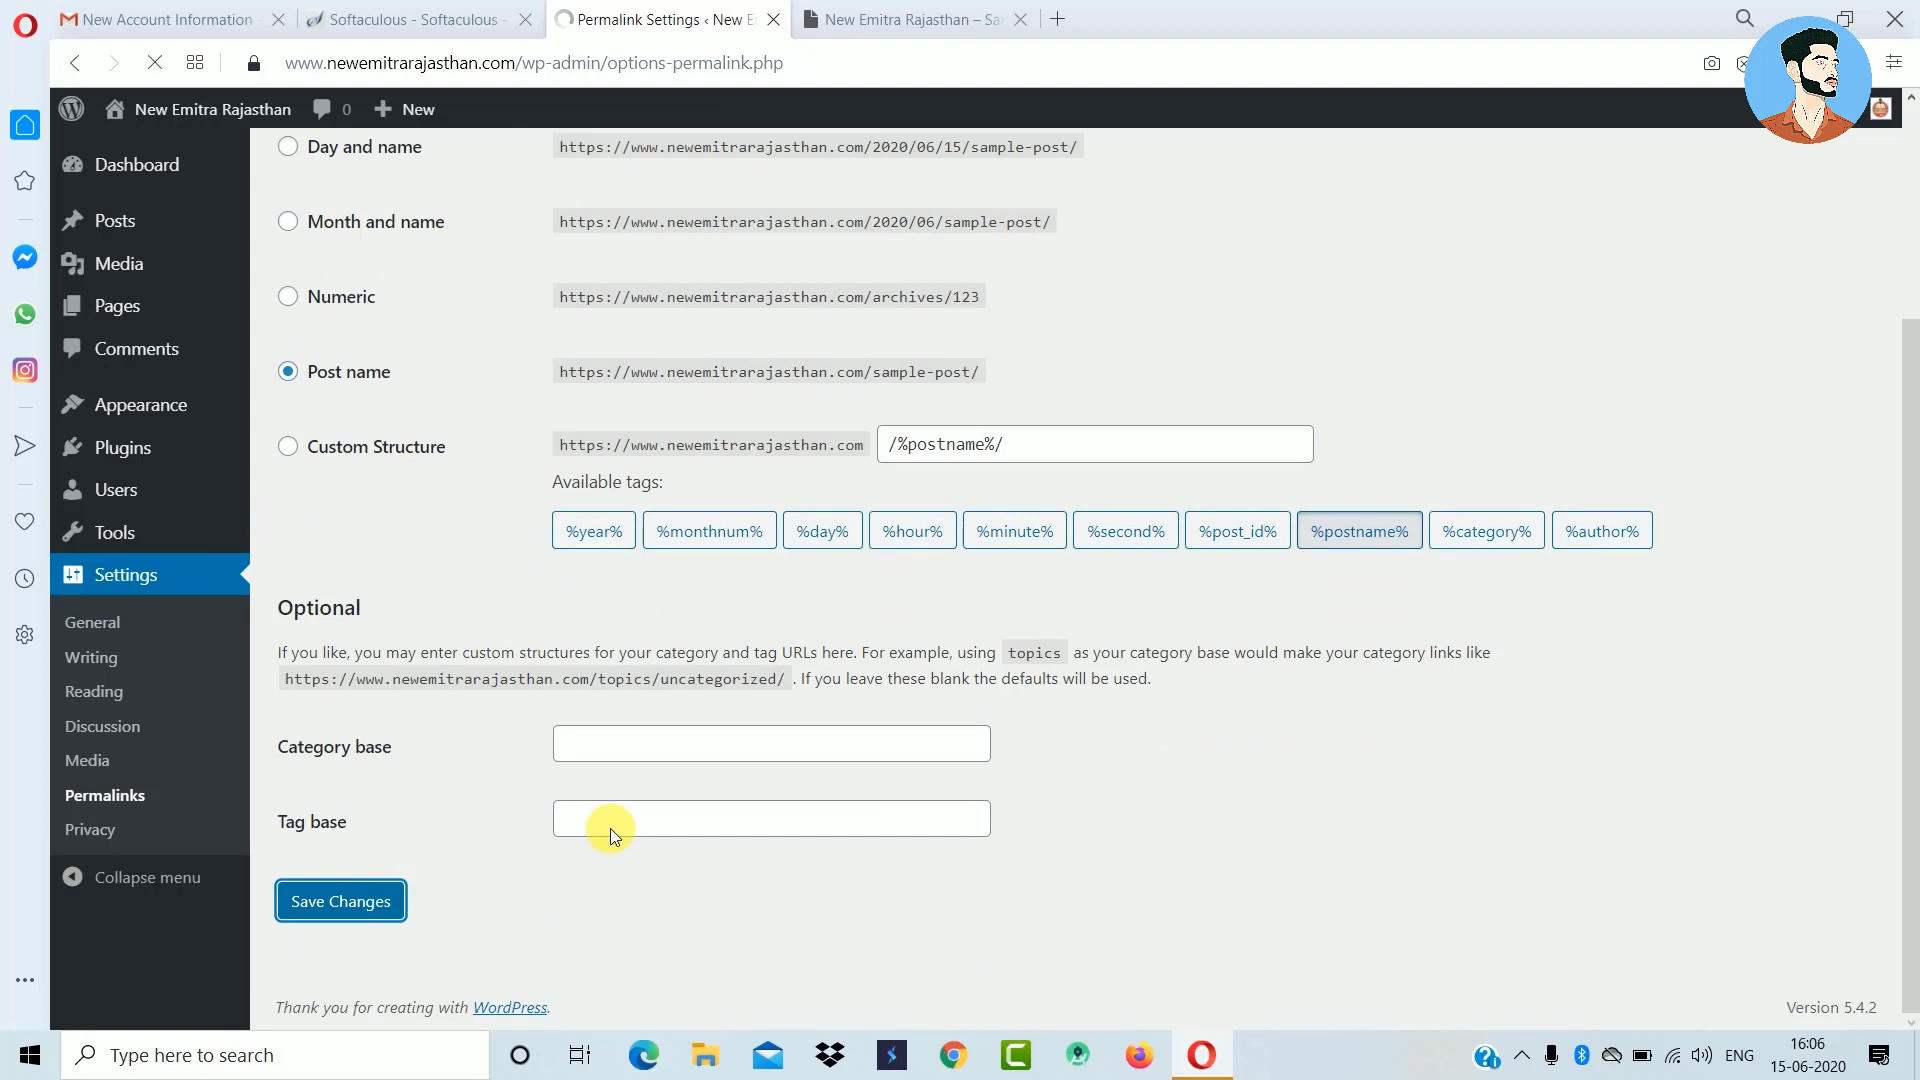 New Account Information -
Softaculous - Softaculous -
Permalink Settings ‹ New E
New Emitra Rajasthan – Sa
www.newemitrarajasthan.com/wp-admin/options-permalink.php
New Emitra Rajasthan
0
New
Dashboard
Posts
Media
Pages
Comments
Appearance
Plugins
Users
Tools
Settings
General
Writing
Reading
Discussion
Media
Permalinks
Privacy
Collapse menu
Day and name
https://www.newemitrarajasthan.com/2020/06/15/sample-post/
Month and name
https://www.newemitrarajasthan.com/2020/06/sample-post/
Numeric
https://www.newemitrarajasthan.com/archives/123
Post name
https://www.newemitrarajasthan.com/sample-post/
Custom Structure
https://www.newemitrarajasthan.com
/%postname%/
Available tags:
%year% %monthnum% %day% %hour% %minute% %second% %post_id% %postname% %category% %author%
Optional
If you like, you may enter custom structures for your category and tag URLs here. For example, using topics as your category base would make your category links like
https://www.newemitrarajasthan.com/topics/uncategorized/ . If you leave these blank the defaults will be used.
Category base
Tag base
Save Changes
Thank you for creating with WordPress.
Version 5.4.2
Type here to search
ENG
16:06
15-06-2020